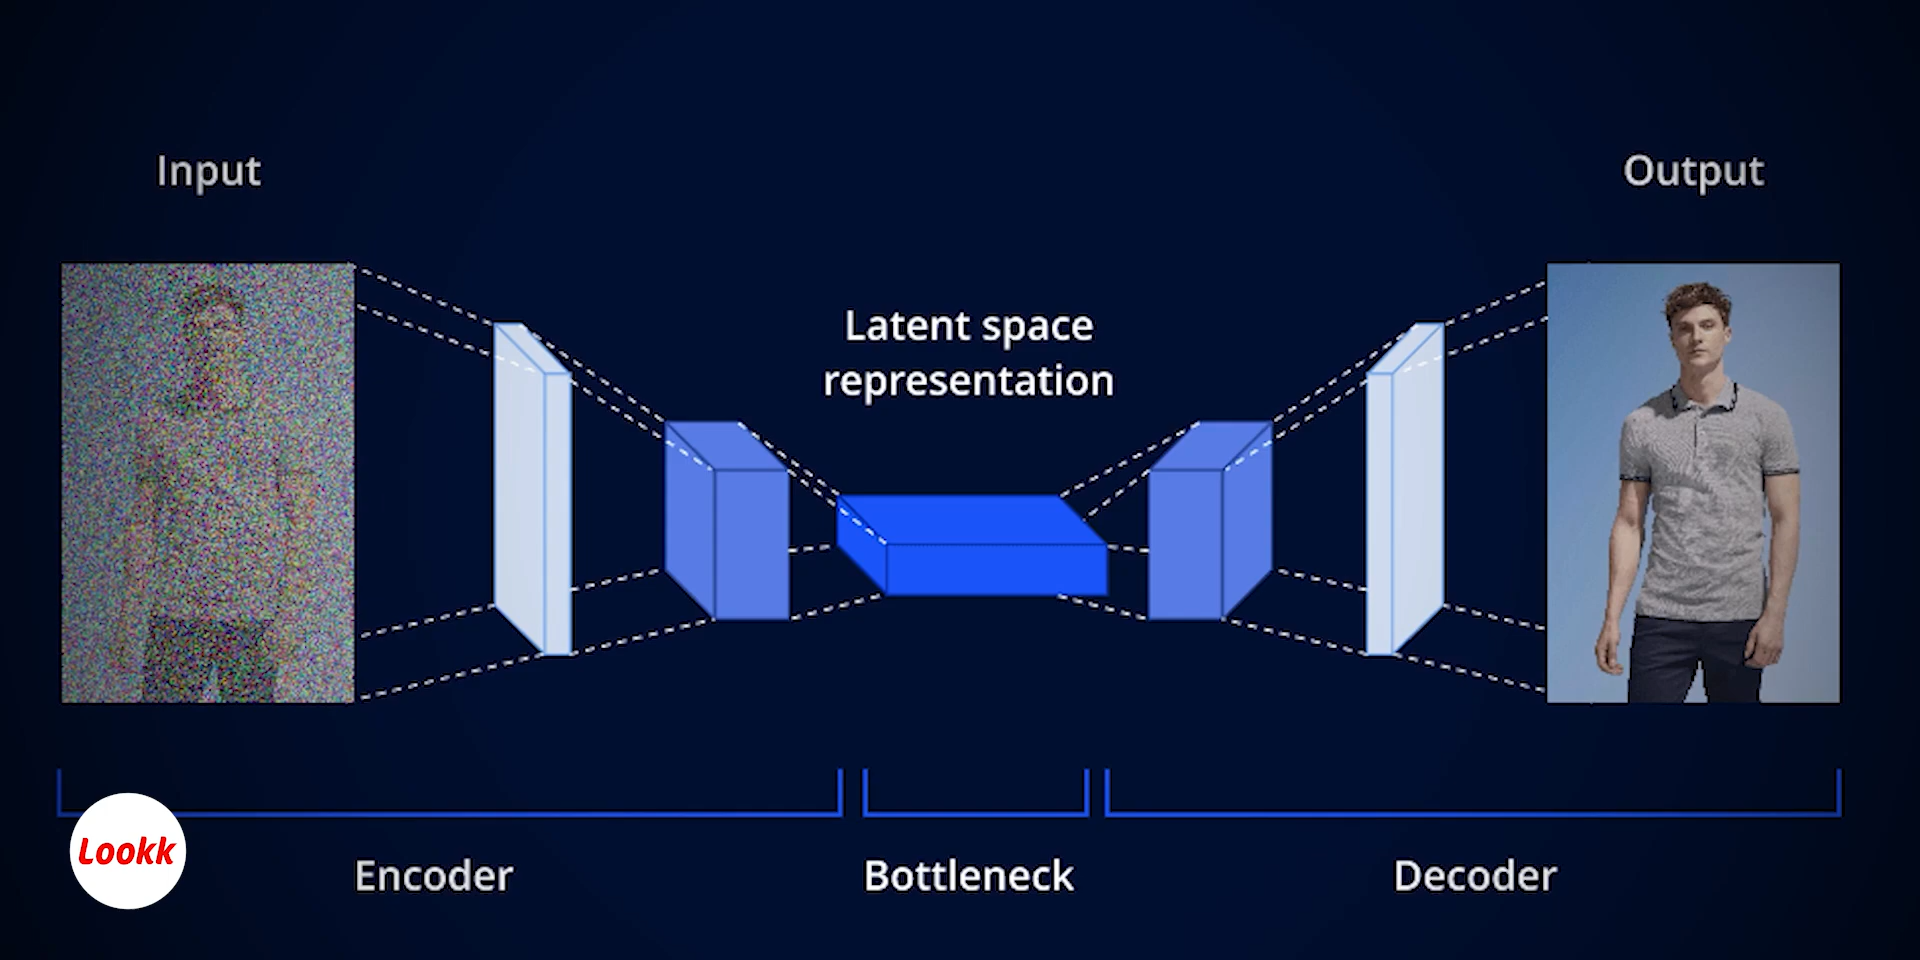 Input
Output
Latent space
representation
Lookk
Encoder
Bottleneck
Decoder